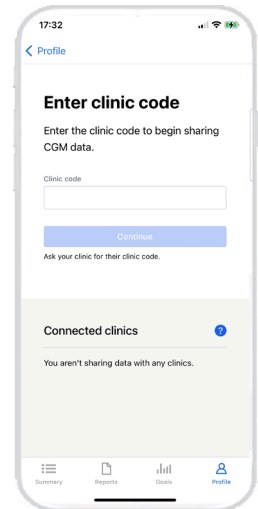 17:32
Profile
Enter clinic code
Enter the clinic code to begin sharing
CGM data.
Clinic code
Continue
Ask your clinic for their clinic code.
Connected clinics ?
You aren't sharing data with any clinics.
Summary Reports Goals Profile